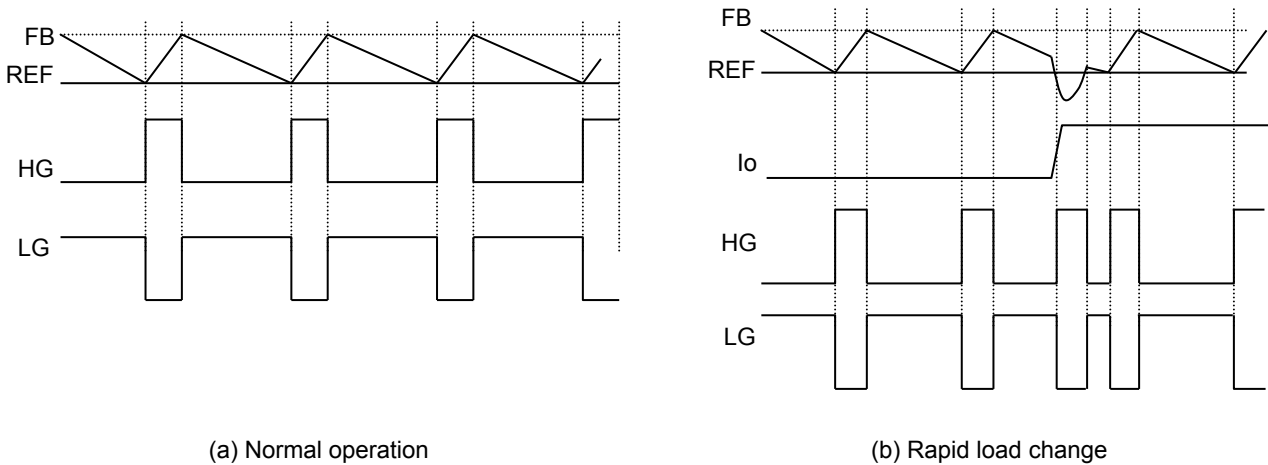 FB
REF
HG
LG
(a) Normal operation
FB
REF
Io
HG
LG
(b) Rapid load change